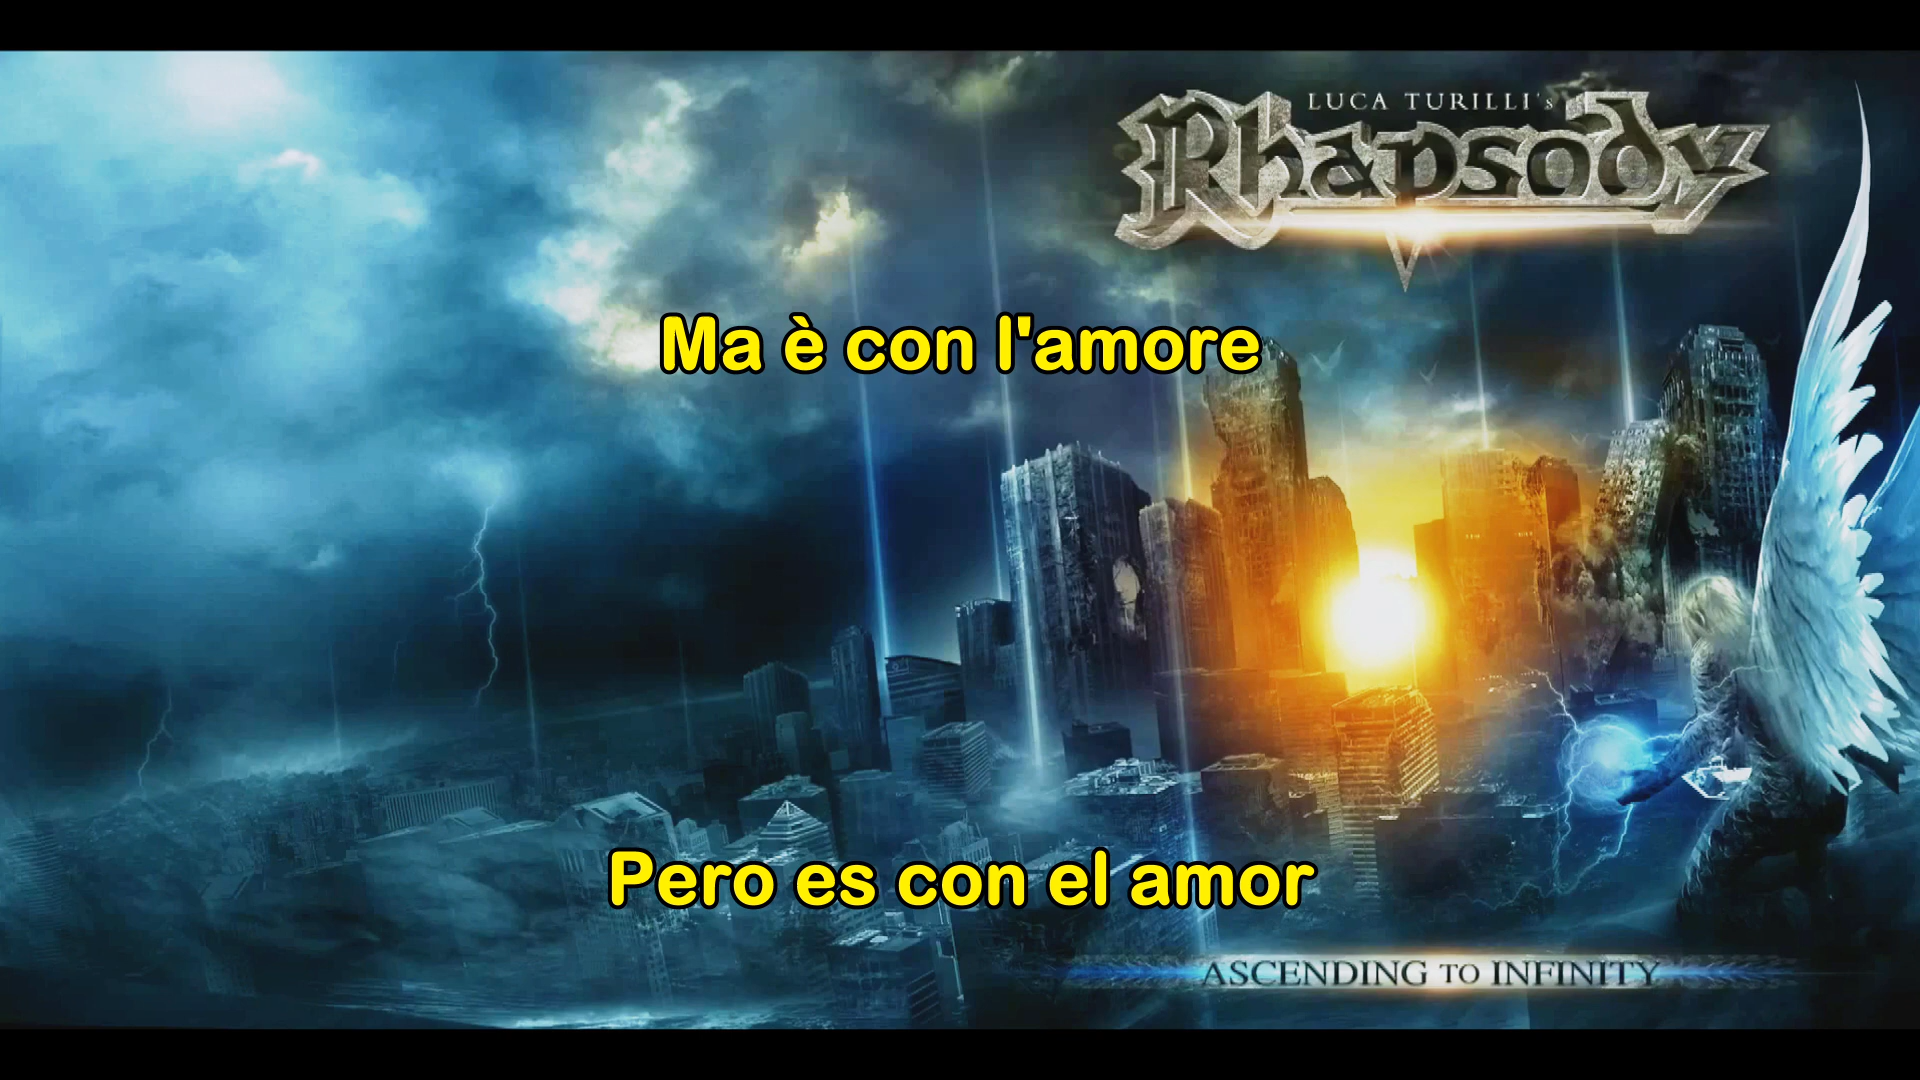 LUCA TURILLI's
Rhapsody
Ma è con l'amore
Pero es con el amor
ASCENDING TO INFINITY